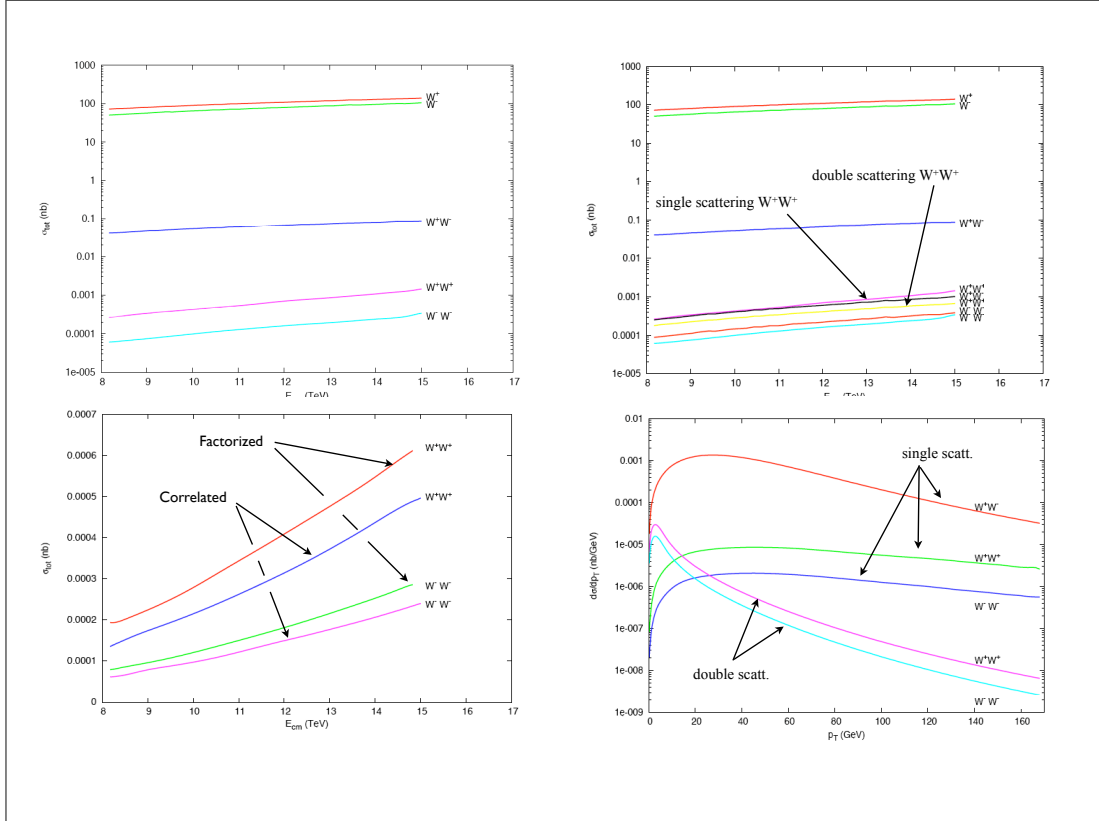 1000
100
10
1
0.1
0.01
0.001
0.0001
1e-005
σtot (nb)
W⁺
W⁻
W⁺W⁻
W⁺W⁺
W⁻ W⁻
8 9 10 11 12 13 14 15 16 17
(TeV)
1000
100
10
1
0.1
0.01
0.001
0.0001
1e-005
σtot (nb)
double scattering W⁺W⁺
single scattering W⁺W⁺
W⁺
W⁻
W⁺W⁻
W⁺W⁺
W⁻ W⁻
8 9 10 11 12 13 14 15 16 17
(TeV)
0.0007
0.0006
0.0005
0.0004
0.0003
0.0002
0.0001
0
σtot (nb)
Factorized
Correlated
W⁺W⁺
W⁺W⁺
W⁻ W⁻
W⁻ W⁻
8 9 10 11 12 13 14 15 16 17
Ecm (TeV)
0.01
0.001
0.0001
1e-005
1e-006
1e-007
1e-008
1e-009
dσ/dpT (nb/GeV)
single scatt.
W⁺W⁻
W⁺W⁺
W⁻ W⁻
double scatt.
W⁺W⁺
W⁻ W⁻
0 20 40 60 80 100 120 140 160
pT (GeV)